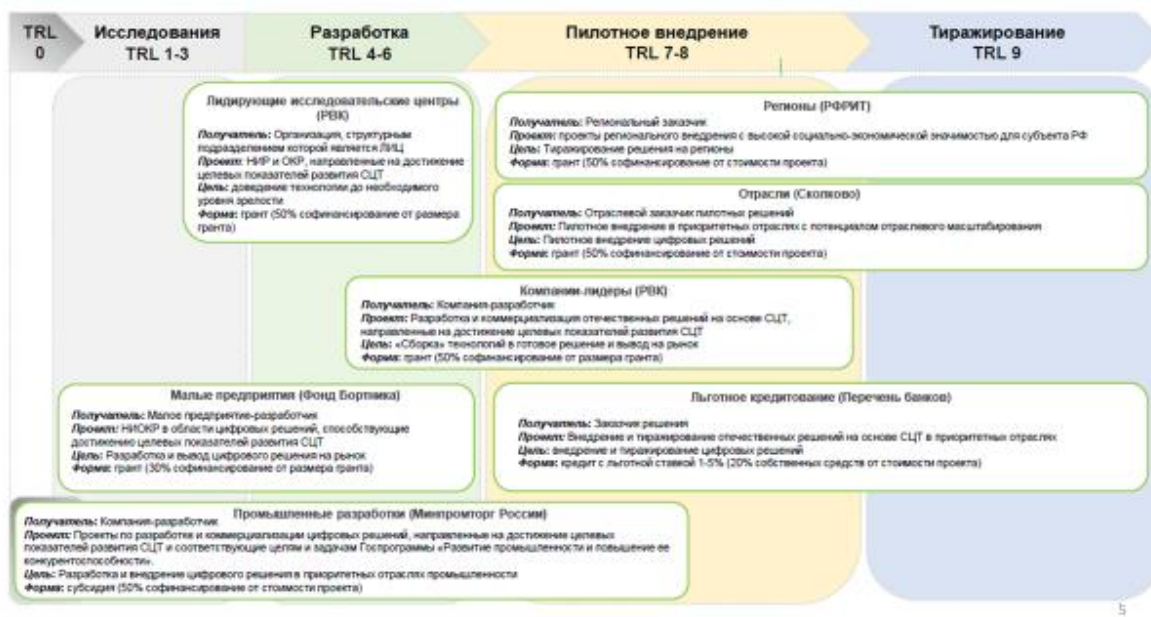 TRL 0
Исследования
TRL 1-3
Разработка
TRL 4-6
Пилотное внедрение
TRL 7-8
Тиражирование
TRL 9
Лидирующие исследовательские центры
(РВК)
Получатель: Организация, структурным
подразделением которой является ЛИЦ
Проект: НИР и ОКР, направленные на достижение
целевых показателей развития СЦТ
Цель: доведение технологии до необходимого
уровня зрелости
Форма: грант (50% софинансирование от размера
гранта)
Регионы (РФРИТ)
Получатель: Региональный заказчик
Проект: проекты регионального внедрения с высокой социально-экономической значимостью для субъекта РФ
Цель: Тиражирование решения на регионы
Форма: грант (50% софинансирование от стоимости проекта)
Отрасли (Сколково)
Получатель: Отраслевой заказчик пилотных решений
Проект: Пилотное внедрение в приоритетных отраслях с потенциалом отраслевого масштабирования
Цель: Пилотное внедрение цифровых решений
Форма: грант (50% софинансирование от стоимости проекта)
Компании-лидеры (РВК)
Получатель: Компания-разработчик
Проект: Разработка и коммерциализация отечественных решений на основе СЦТ,
направленные на достижение целевых показателей развития СЦТ
Цель: «Сборка» технологий в готовое решение и вывод на рынок
Форма: грант (50% софинансирование от размера гранта)
Малые предприятия (Фонд Бортника)
Получатель: Малое предприятие-разработчик
Проект: НИОКР в области цифровых решений, способствующие
достижению целевых показателей развития СЦТ
Цель: Разработка и вывод цифрового решения на рынок
Форма: грант (30% софинансирование от размера гранта)
Льготное кредитование (Перечень банков)
Получатель: Заказчик решения
Проект: Внедрение и тиражирование отечественных решений на основе СЦТ в приоритетных отраслях
Цель: внедрение и тиражирование цифровых решений
Форма: кредит с льготной ставкой 1-5% (20% собственных средств от стоимости проекта)
Промышленные разработки (Минпромторг России)
Получатель: Компания-разработчик
Проект: Проекты по разработке и коммерциализации цифровых решений, направленные на достижение целевых
показателей развития СЦТ и соответствующие целям и задачам Госпрограммы «Развитие промышленности и повышение ее
конкурентоспособности».
Цель: Разработка и внедрение цифрового решения в приоритетных отраслях промышленности
Форма: субсидия (50% софинансирование от стоимости проекта)
5